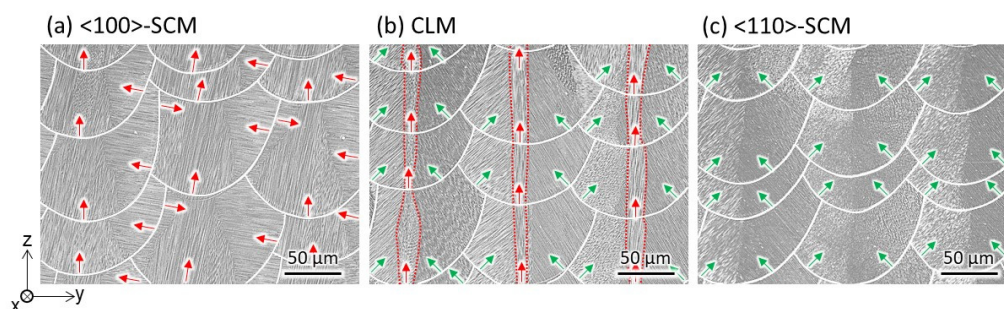 (a) <100>-SCM
(b) CLM
(c) <110>-SCM
50 μm
50 μm
50 μm
z
x
y